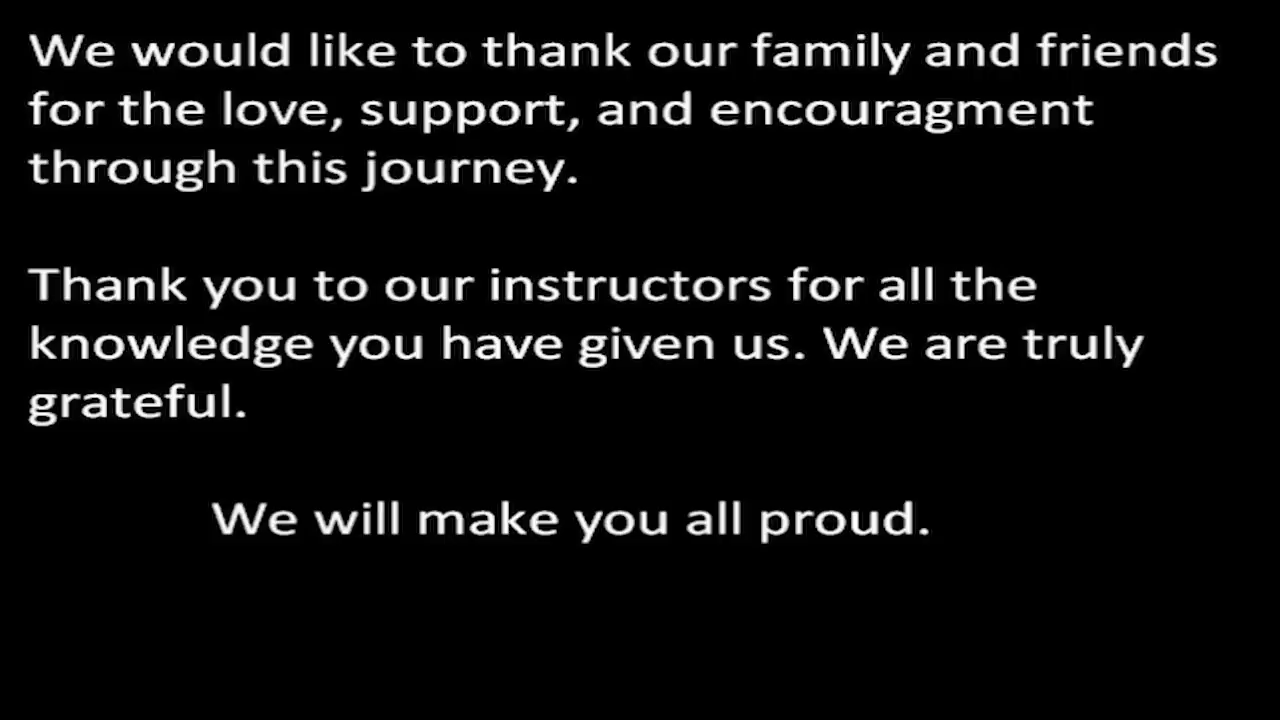 We would like to thank our family and friends
for the love, support, and encouragment
through this journey.
Thank you to our instructors for all the
knowledge you have given us. We are truly
grateful.
We will make you all proud.